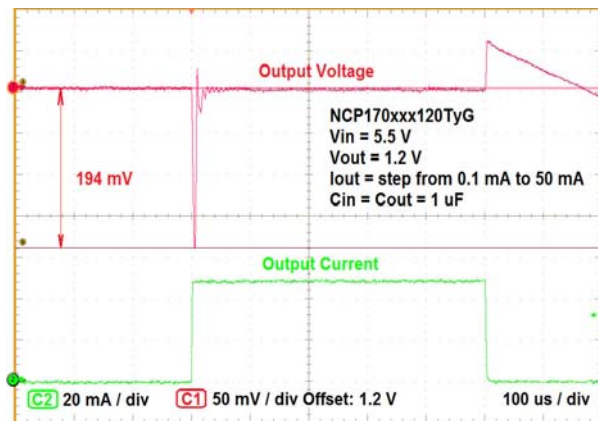 Output Voltage
NCP170xxx120TyG
Vin = 5.5 V
Vout = 1.2 V
Iout = step from 0.1 mA to 50 mA
Cin = Cout = 1 uF
194 mV
Output Current
C2 20 mA / div C1 50 mV / div Offset: 1.2 V 100 us / div